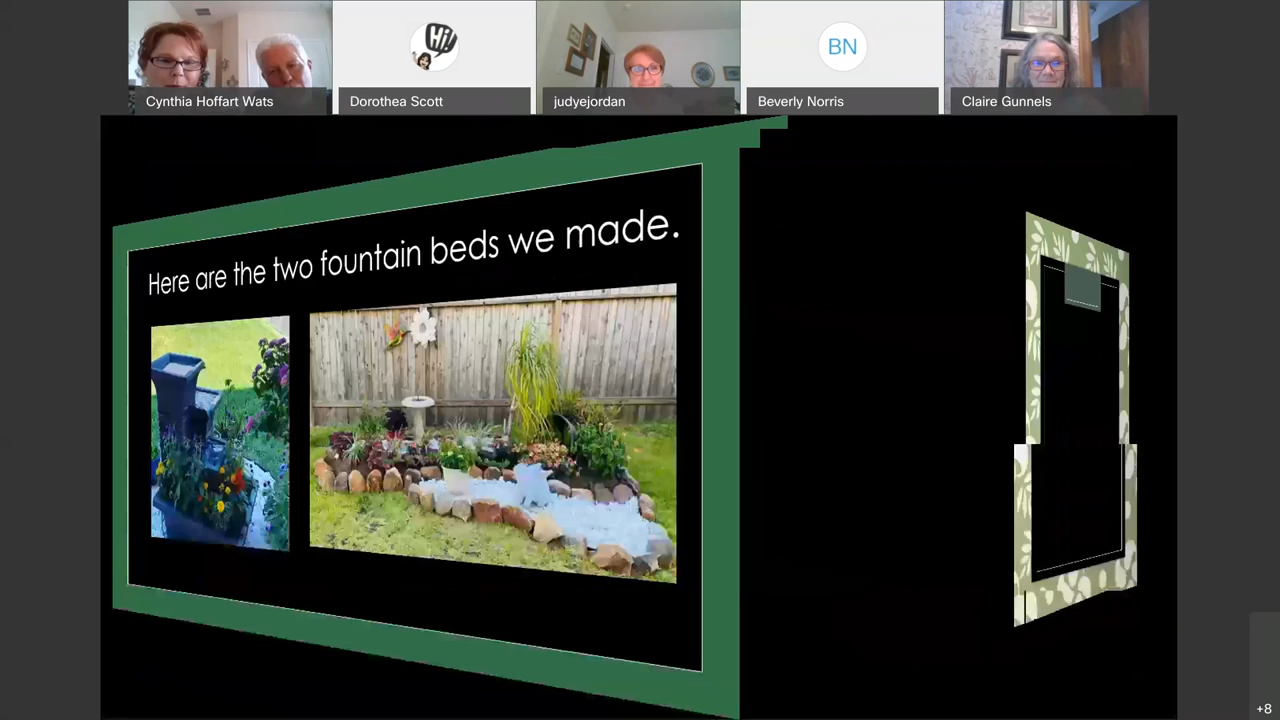 Hi!
BN
Cynthia Hoffart Wats
Dorothea Scott
judyejordan
Beverly Norris
Claire Gunnels
Here are the two fountain beds we made.
+8